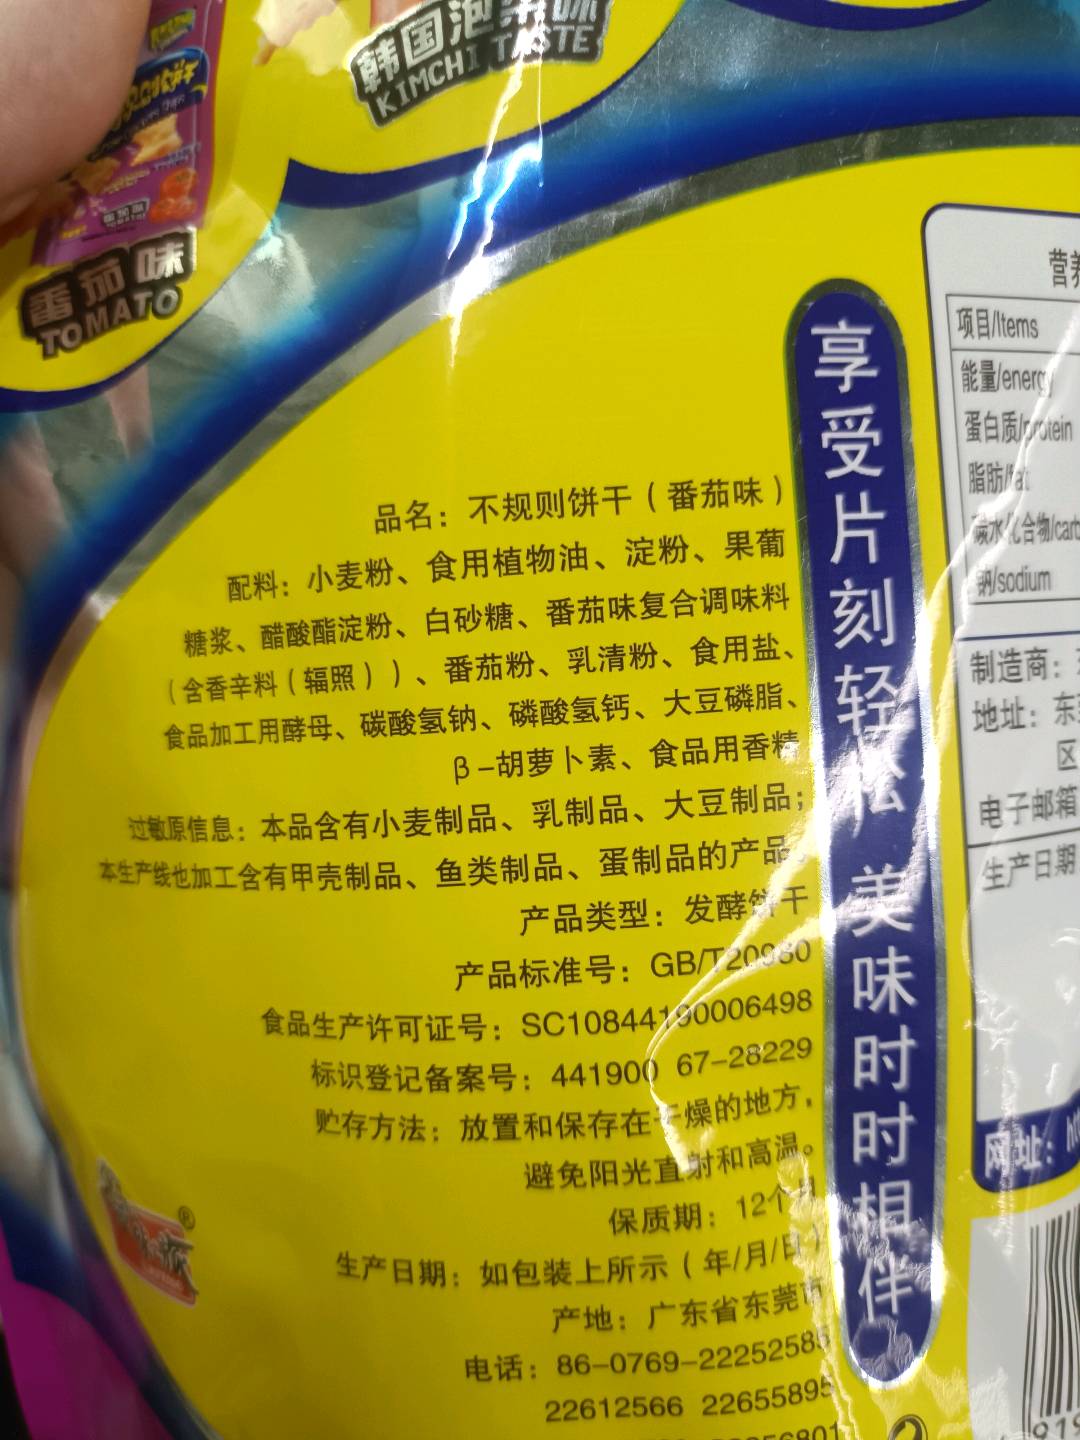 韩国泡菜味
KIMCHI TASTE
番茄味
TOMATO
品名：不规则饼干（番茄味）
配料：小麦粉、食用植物油、淀粉、果葡
糖浆、醋酸酯淀粉、白砂糖、番茄味复合调味料
（含香辛料（辐照））、番茄粉、乳清粉、食用盐、
食品加工用酵母、碳酸氢钠、磷酸氢钙、大豆磷脂、
β-胡萝卜素、食品用香精
过敏原信息：本品含有小麦制品、乳制品、大豆制品；
本生产线也加工含有甲壳制品、鱼类制品、蛋制品的产品。
产品类型：发酵饼干
产品标准号：GB/T20980
食品生产许可证号：SC10844190006498
标识登记备案号：441900 67-28229
贮存方法：放置和保存在干燥的地方，
避免阳光直射和高温。
保质期：12个月
生产日期：如包装上所示（年/月/日）
产地：广东省东莞市
电话：86-0769-22252585
22612566 22655895
享受片刻轻松 美味时时相伴
营养
项目/Items
能量/energy
蛋白质/protein
脂肪/fat
碳水化合物/carb
钠/sodium
制造商：
地址：东
区
电子邮箱
生产日期
网址：